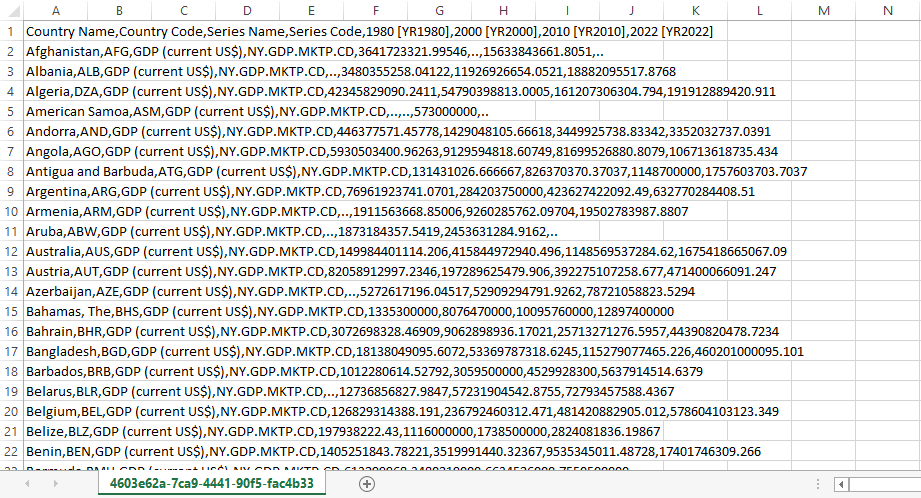 A B C D E F G H I J K L M N
1 Country Name,Country Code,Series Name,Series Code,1980 [YR1980],2000 [YR2000],2010 [YR2010],2022 [YR2022]
2 Afghanistan,AFG,GDP (current US$),NY.GDP.MKTP.CD,3641723321.99546,..,15633843661.8051,..
3 Albania,ALB,GDP (current US$),NY.GDP.MKTP.CD,..,3480355258.04122,11926926654.0521,18882095517.8768
4 Algeria,DZA,GDP (current US$),NY.GDP.MKTP.CD,42345829090.2411,54790398813.0005,161207306304.794,191912889420.911
5 American Samoa,ASM,GDP (current US$),NY.GDP.MKTP.CD,..,..,573000000,..
6 Andorra,AND,GDP (current US$),NY.GDP.MKTP.CD,446377571.45778,1429048105.66618,3449925738.83342,3352032737.0391
7 Angola,AGO,GDP (current US$),NY.GDP.MKTP.CD,5930503400.96263,9129594818.60749,81699526880.8079,106713618735.434
8 Antigua and Barbuda,ATG,GDP (current US$),NY.GDP.MKTP.CD,131431026.666667,826370370.37037,1148700000,1757603703.7037
9 Argentina,ARG,GDP (current US$),NY.GDP.MKTP.CD,76961923741.0701,284203750000,423627422092.49,632770284408.51
10 Armenia,ARM,GDP (current US$),NY.GDP.MKTP.CD,..,1911563668.85006,9260285762.09704,19502783987.8807
11 Aruba,ABW,GDP (current US$),NY.GDP.MKTP.CD,..,1873184357.5419,2453631284.9162,..
12 Australia,AUS,GDP (current US$),NY.GDP.MKTP.CD,149984401114.206,415844972940.496,1148569537284.62,1675418665067.09
13 Austria,AUT,GDP (current US$),NY.GDP.MKTP.CD,82058912997.2346,197289625479.906,392275107258.677,471400066091.247
14 Azerbaijan,AZE,GDP (current US$),NY.GDP.MKTP.CD,..,5272617196.04517,52909294791.9262,78721058823.5294
15 Bahamas, The,BHS,GDP (current US$),NY.GDP.MKTP.CD,1335300000,8076470000,10095760000,12897400000
16 Bahrain,BHR,GDP (current US$),NY.GDP.MKTP.CD,3072698328.46909,9062898936.17021,25713271276.5957,44390820478.7234
17 Bangladesh,BGD,GDP (current US$),NY.GDP.MKTP.CD,18138049095.6072,53369787318.6245,115279077465.226,460201000095.101
18 Barbados,BRB,GDP (current US$),NY.GDP.MKTP.CD,1012280614.52792,3059500000,4529928300,5637914514.6379
19 Belarus,BLR,GDP (current US$),NY.GDP.MKTP.CD,..,12736856827.9847,57231904542.8755,72793457588.4367
20 Belgium,BEL,GDP (current US$),NY.GDP.MKTP.CD,126829314388.191,236792460312.471,481420882905.012,578604103123.349
21 Belize,BLZ,GDP (current US$),NY.GDP.MKTP.CD,197938222.43,1116000000,1738500000,2824081836.19867
22 Benin,BEN,GDP (current US$),NY.GDP.MKTP.CD,1405251843.78221,3519991440.32367,9535345011.48728,17401746309.266
4603e62a-7ca9-4441-90f5-fac4b33